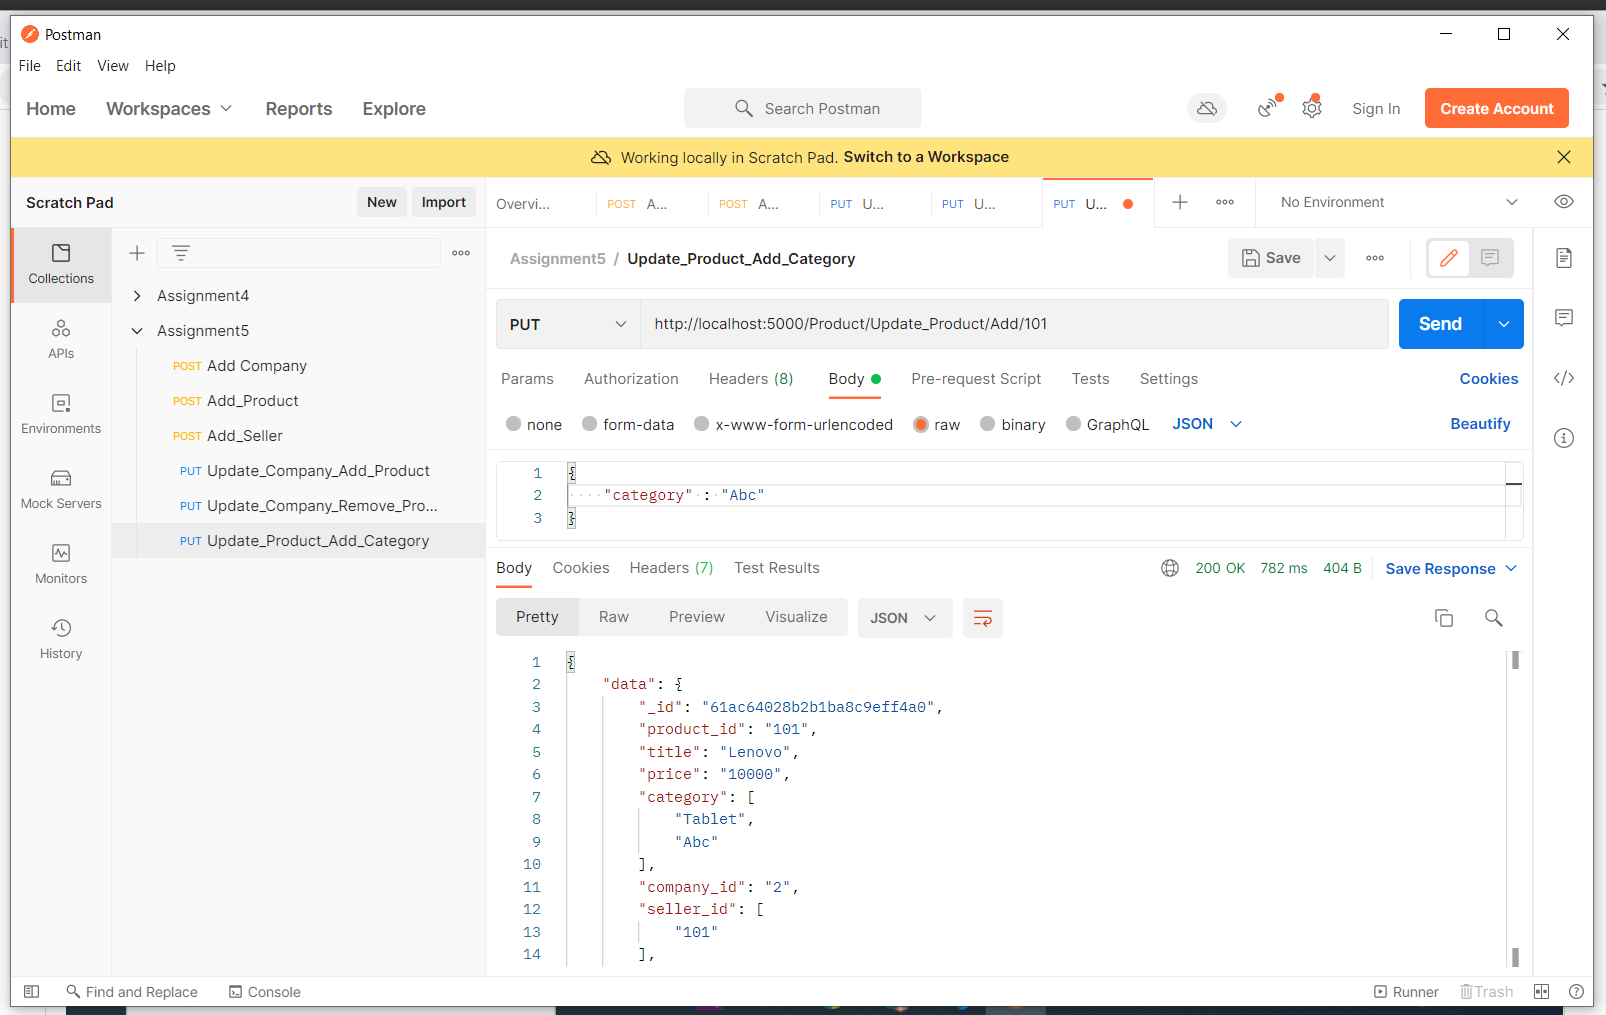 it
Postman
File Edit View Help
Home Workspaces Reports Explore
Search Postman
Sign In
Create Account
Working locally in Scratch Pad. Switch to a Workspace
Scratch Pad
New
Import
Overvi...
POST A...
POST A...
PUT U...
PUT U...
PUT U...
No Environment
Collections
APIs
Environments
Mock Servers
Monitors
History
Assignment4
Assignment5
POST Add Company
POST Add_Product
POST Add_Seller
PUT Update_Company_Add_Product
PUT Update_Company_Remove_Pro...
PUT Update_Product_Add_Category
Assignment5 / Update_Product_Add_Category
Save
PUT
http://localhost:5000/Product/Update_Product/Add/101
Send
Params Authorization Headers (8) Body Pre-request Script Tests Settings
Cookies
none form-data x-www-form-urlencoded raw binary GraphQL JSON
Beautify
1 {
2 "category" : "Abc"
3 }
Body Cookies Headers (7) Test Results
200 OK 782 ms 404 B
Save Response
Pretty Raw Preview Visualize JSON
1 {
2 "data": {
3 "_id": "61ac64028b2b1ba8c9eff4a0",
4 "product_id": "101",
5 "title": "Lenovo",
6 "price": "10000",
7 "category": [
8 "Tablet",
9 "Abc"
10 ],
11 "company_id": "2",
12 "seller_id": [
13 "101"
14 ],
Find and Replace Console
Runner Trash